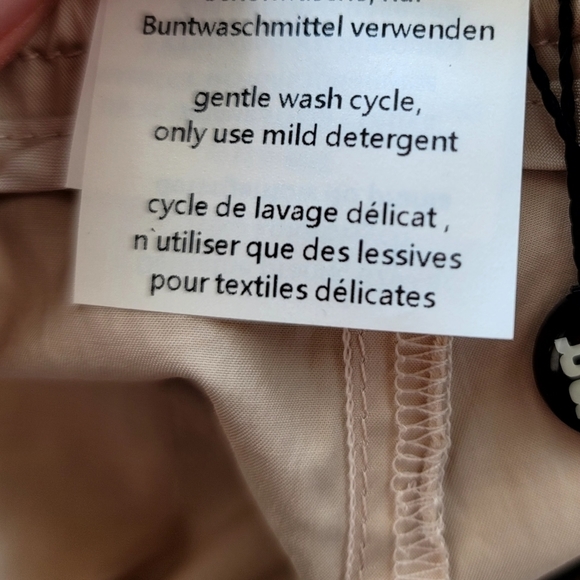 Buntwaschmittel verwenden
gentle wash cycle,
only use mild detergent
cycle de lavage délicat ,
n`utiliser que des lessives
pour textiles délicates